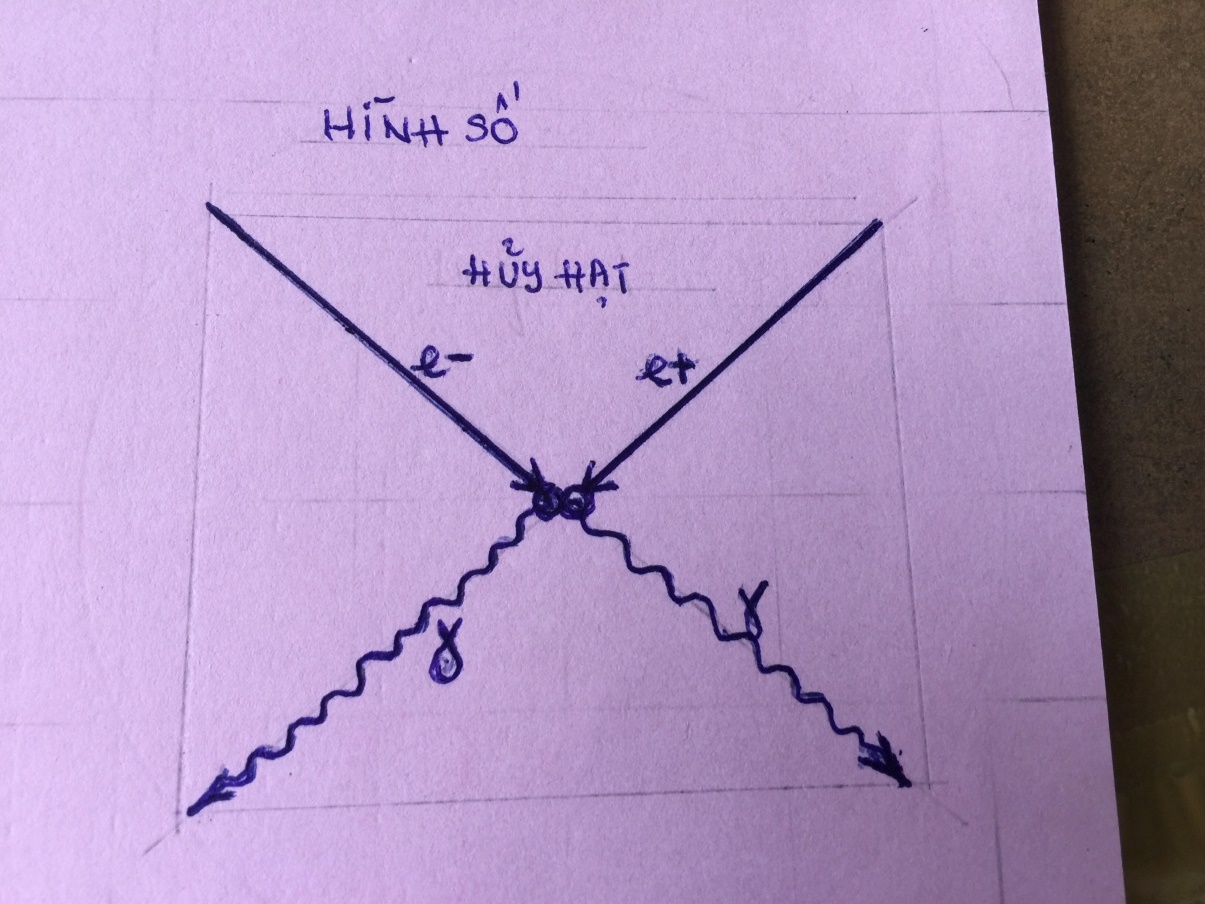 HÌNH SỐ 1
HỦY HẠT
e- e+
γ
γ